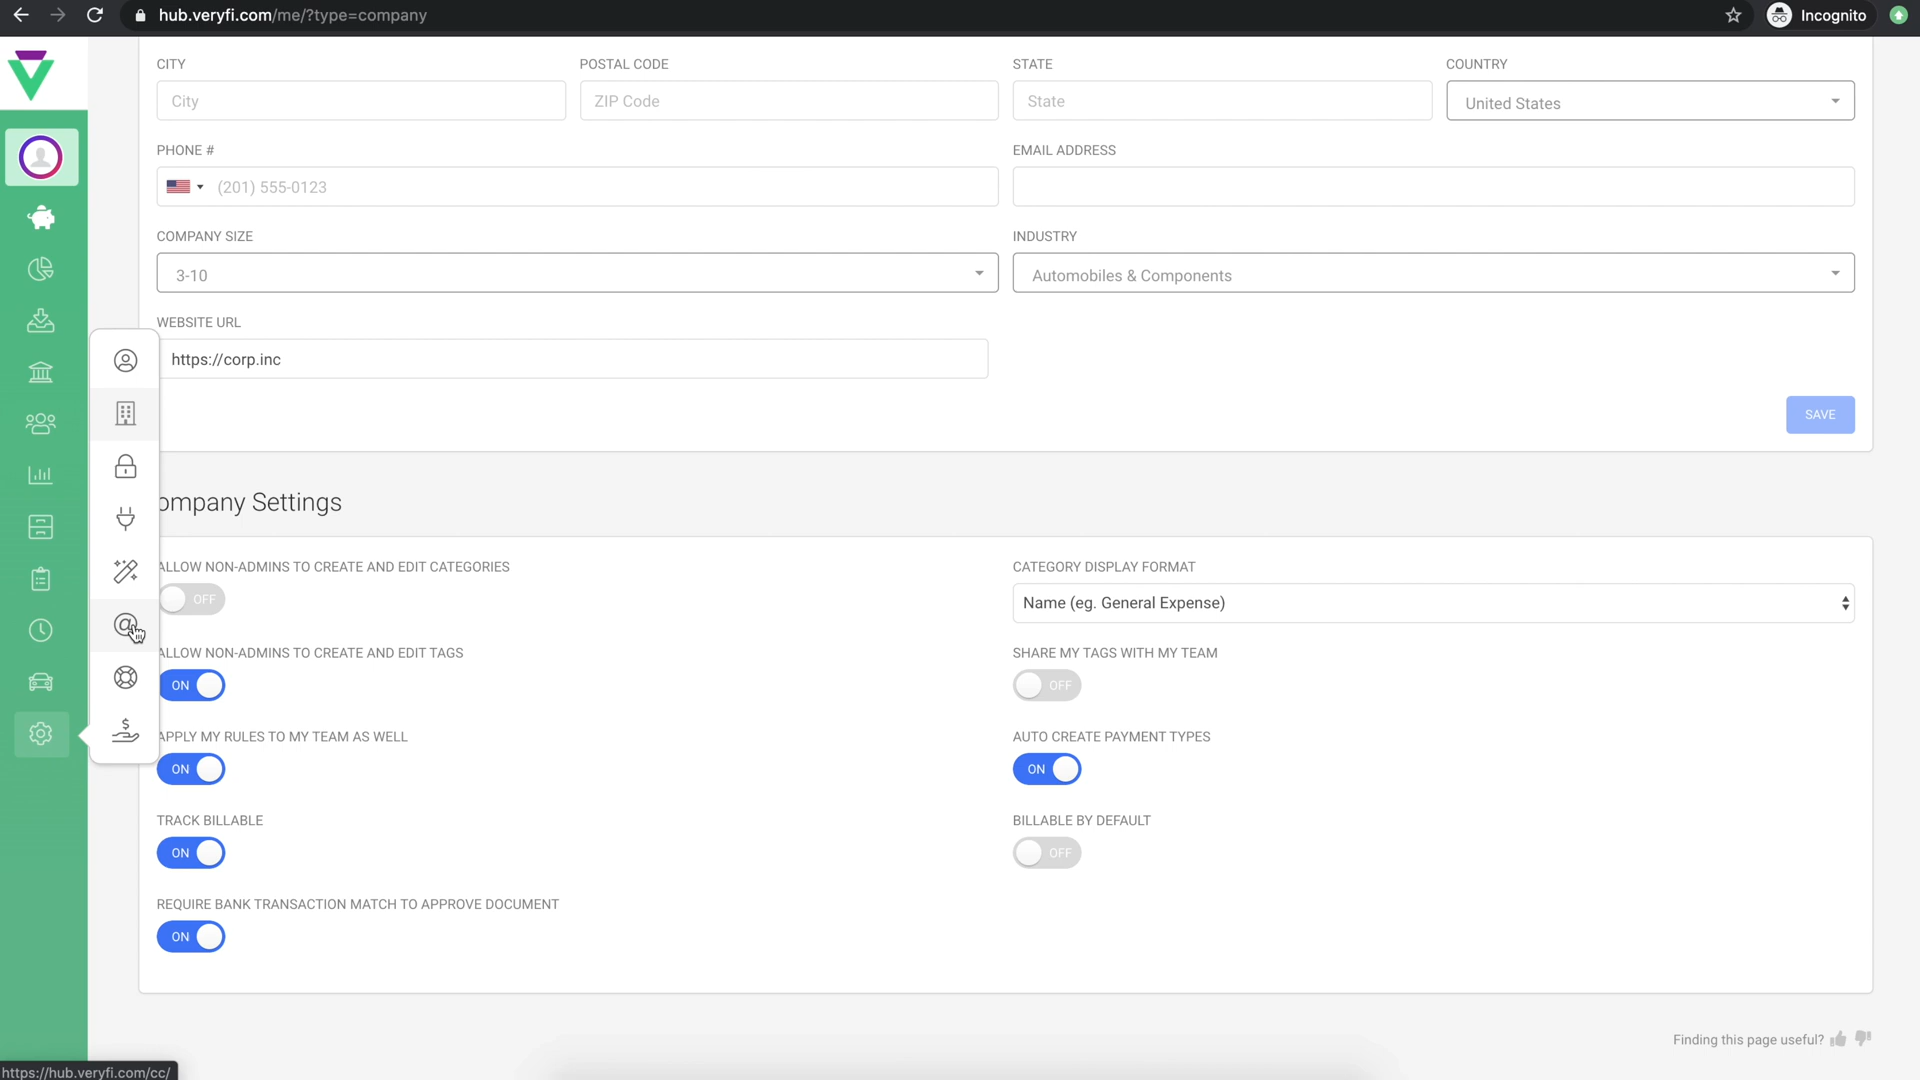 hub.veryfi.com/me/?type=company
Incognito
CITY
POSTAL CODE
STATE
COUNTRY
City
ZIP Code
State
United States
PHONE #
EMAIL ADDRESS
(201) 555-0123
COMPANY SIZE
INDUSTRY
3-10
Automobiles & Components
WEBSITE URL
https://corp.inc
SAVE
ompany Settings
ALLOW NON-ADMINS TO CREATE AND EDIT CATEGORIES
CATEGORY DISPLAY FORMAT
OFF
Name (eg. General Expense)
ALLOW NON-ADMINS TO CREATE AND EDIT TAGS
SHARE MY TAGS WITH MY TEAM
ON
OFF
APPLY MY RULES TO MY TEAM AS WELL
AUTO CREATE PAYMENT TYPES
ON
ON
TRACK BILLABLE
BILLABLE BY DEFAULT
ON
OFF
REQUIRE BANK TRANSACTION MATCH TO APPROVE DOCUMENT
ON
Finding this page useful?
https://hub.veryfi.com/cc/